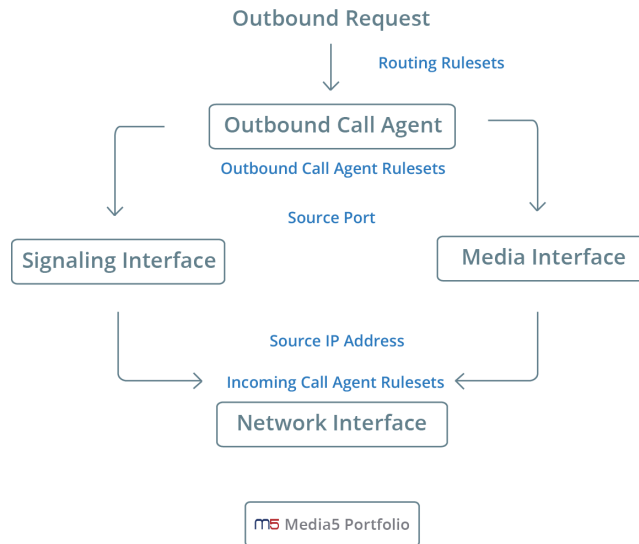 Outbound Request
Routing Rulesets
Outbound Call Agent
Outbound Call Agent Rulesets
Source Port
Signaling Interface
Media Interface
Source IP Address
Incoming Call Agent Rulesets
Network Interface
m5 Media5 Portfolio